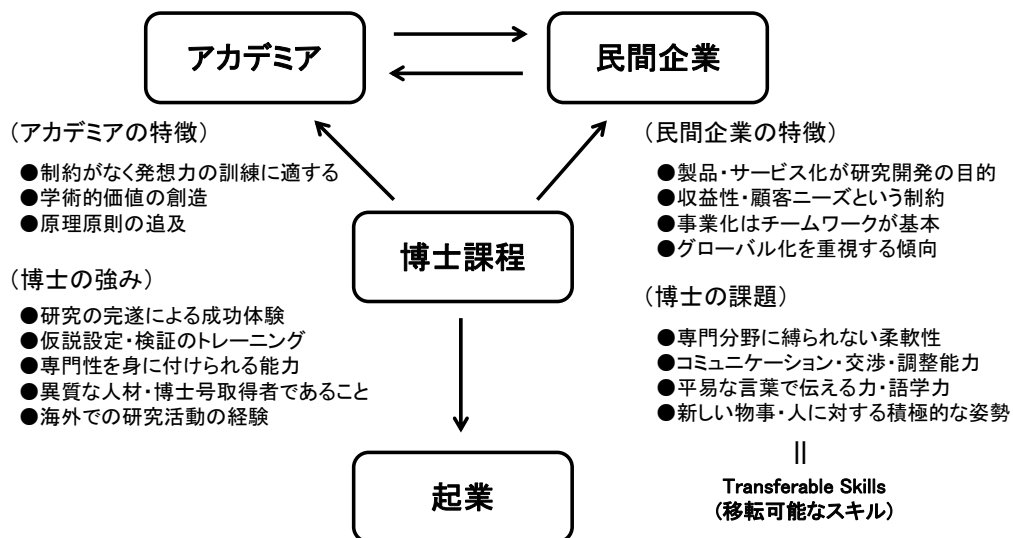 アカデミア
民間企業
(アカデミアの特徴)
●制約がなく発想力の訓練に適する
●学術的価値の創造
●原理原則の追及
(民間企業の特徴)
●製品・サービス化が研究開発の目的
●収益性・顧客ニーズという制約
●事業化はチームワークが基本
●グローバル化を重視する傾向
博士課程
(博士の強み)
●研究の完遂による成功体験
●仮説設定・検証のトレーニング
●専門性を身に付けられる能力
●異質な人材・博士号取得者であること
●海外での研究活動の経験
(博士の課題)
●専門分野に縛られない柔軟性
●コミュニケーション・交渉・調整能力
●平易な言葉で伝える力・語学力
●新しい物事・人に対する積極的な姿勢
||
Transferable Skills
(移転可能なスキル)
起業